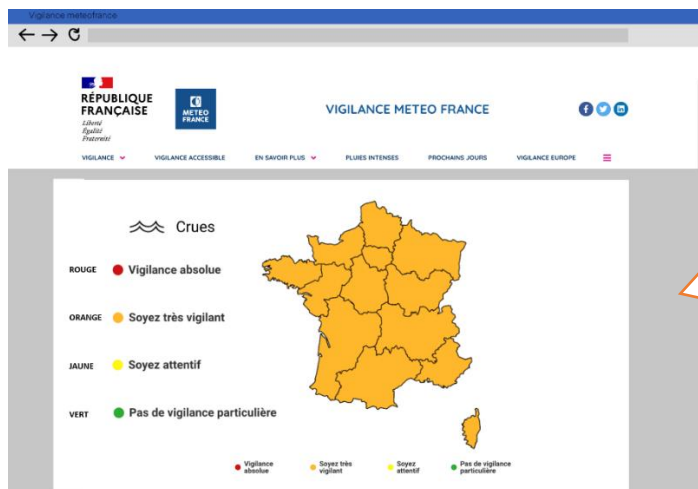 Vigilance meteofrance
RÉPUBLIQUE
FRANÇAISE
Liberté
Égalité
Fraternité
METEO
FRANCE
VIGILANCE METEO FRANCE
VIGILANCE
VIGILANCE ACCESSIBLE
EN SAVOIR PLUS
PLUIES INTENSES
PROCHAINS JOURS
VIGILANCE EUROPE
Crues
ROUGE Vigilance absolue
ORANGE Soyez très vigilant
JAUNE Soyez attentif
VERT Pas de vigilance particulière
Vigilance
absolue
Soyez très
vigilant
Soyez
attentif
Pas de vigilance
particulière